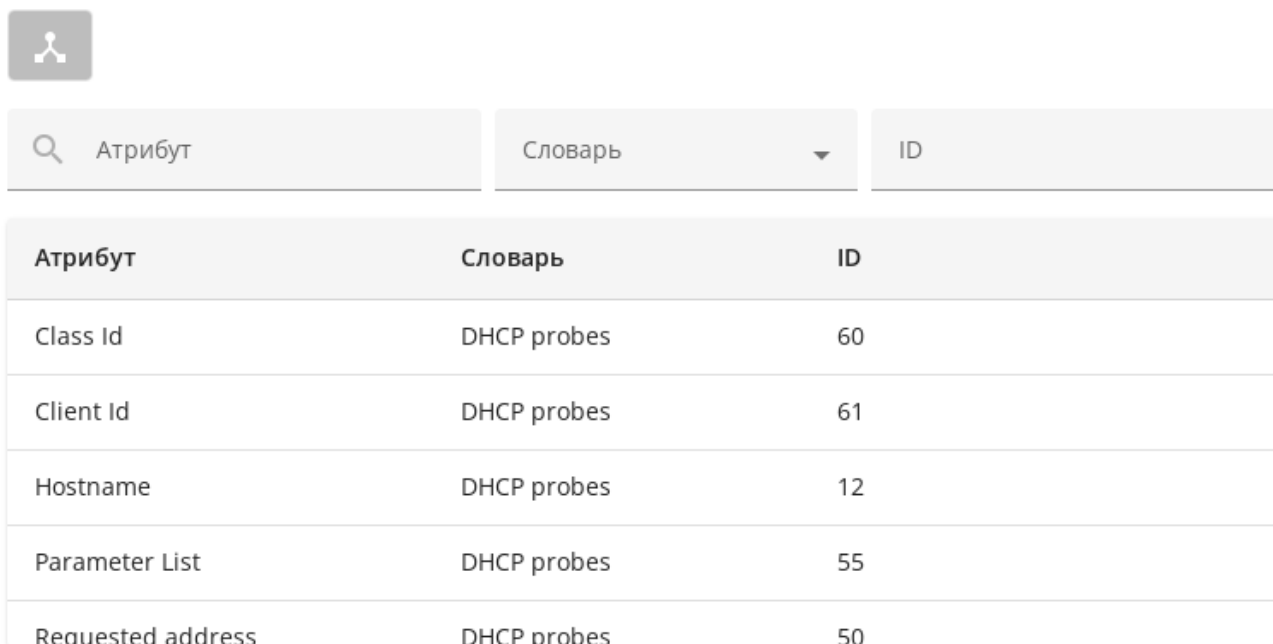 Атрибут Словарь ID
Атрибут Словарь ID
Class Id DHCP probes 60
Client Id DHCP probes 61
Hostname DHCP probes 12
Parameter List DHCP probes 55
Requested address DHCP probes 50